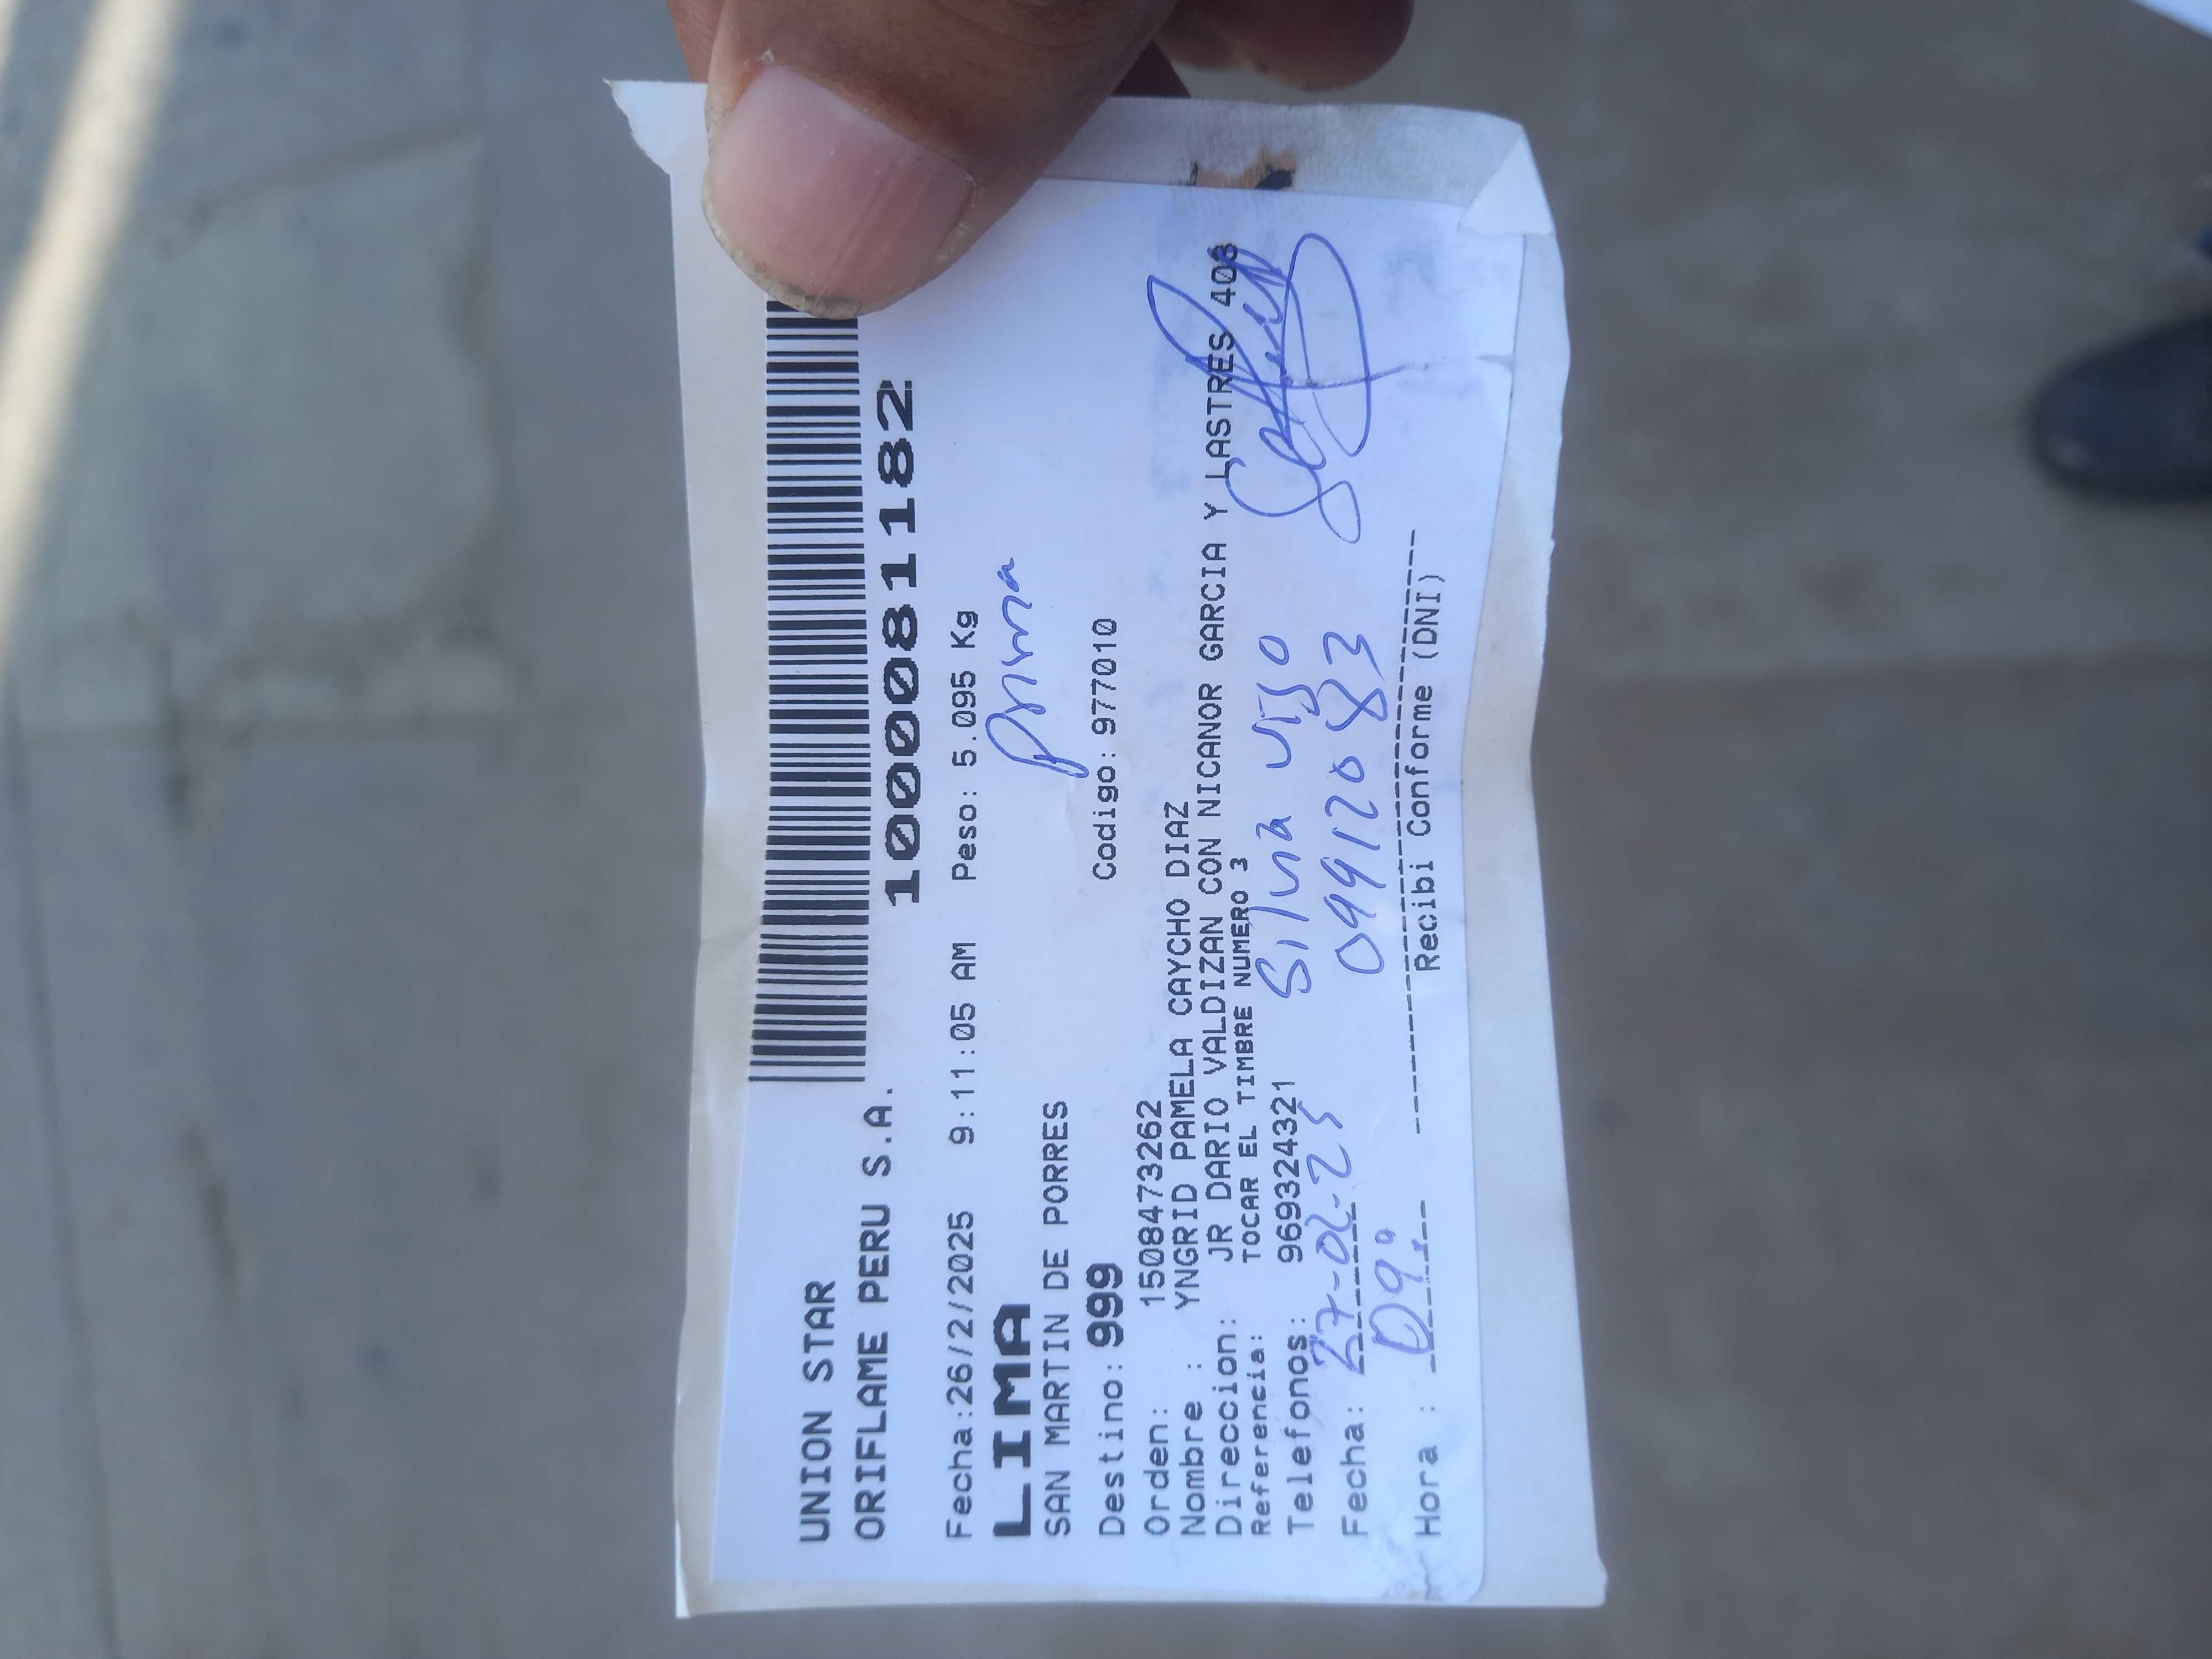 UNION STAR
ORIFLAME PERU S.A.
1000081182
Fecha:26/2/2025 9:11:05 AM Peso: 5.095 Kg
LIMA
prima
SAN MARTIN DE PORRES
Destino: 999 Codigo: 977010
Orden: 1508473262
Nombre : YNGRID PAMELA CAYCHO DIAZ
Direccion: JR DARIO VALDIZAN CON NICANOR GARCIA Y LASTRES 408
Referencia: TOCAR EL TIMBRE NUMERO 3
Telefonos: 969324321
Silvia
Fecha: 27-02-25
09912083
Hora :
Recibi Conforme (DNI)